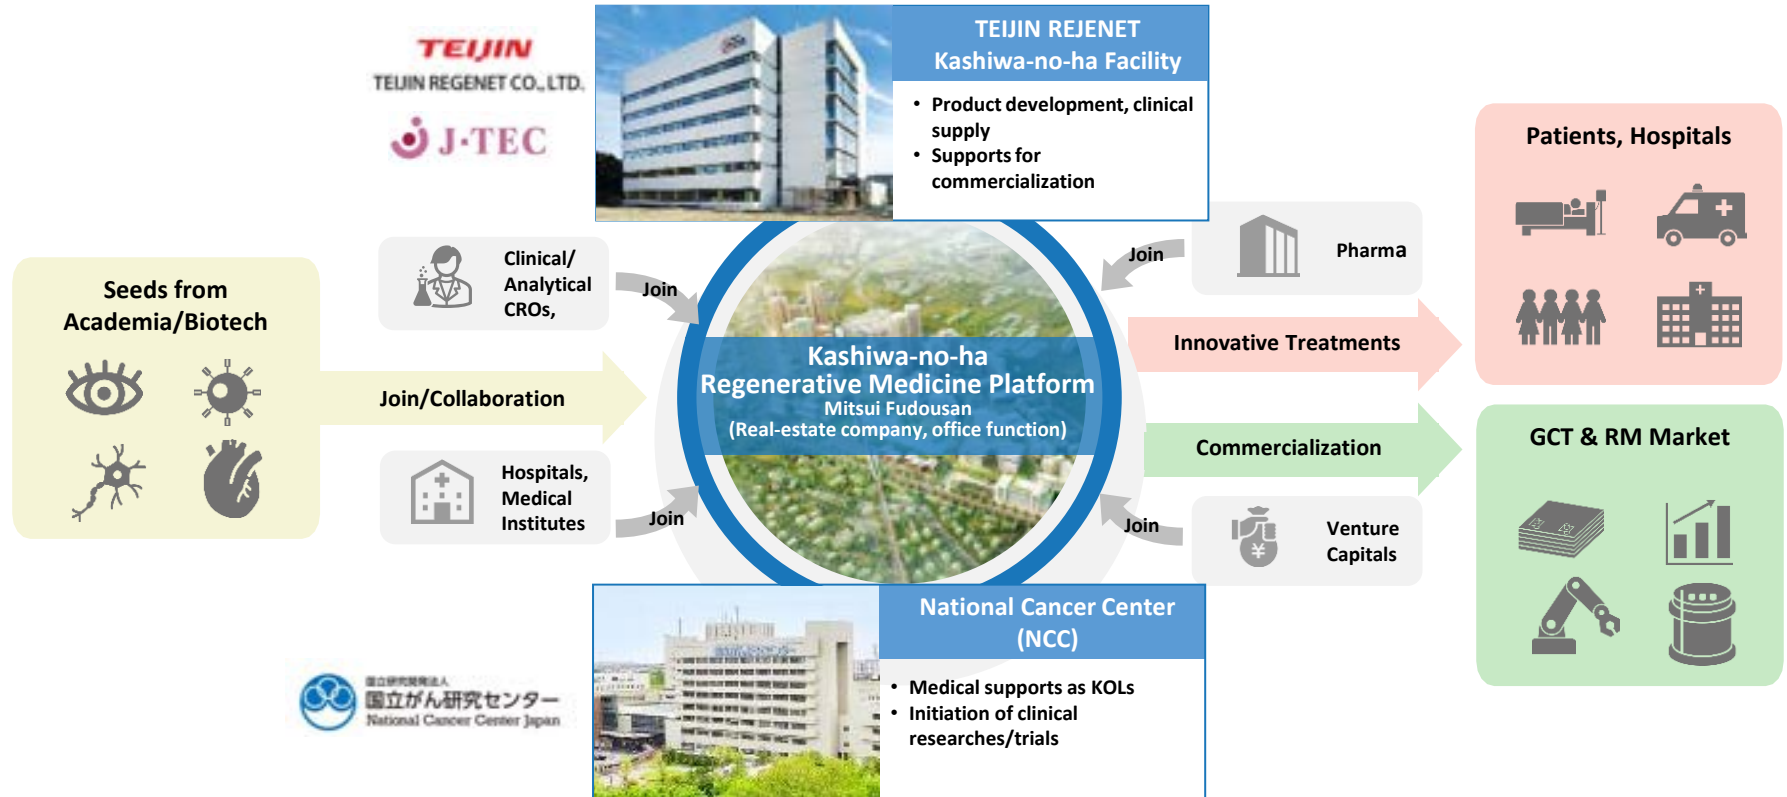 TEIJIN
TEIJIN REGENET CO., LTD.
J-TEC
TEIJIN REJENET
Kashiwa-no-ha Facility
• Product development, clinical
supply
• Supports for
commercialization
Seeds from
Academia/Biotech
Join/Collaboration
Clinical/
Analytical
CROs,
Join
Hospitals,
Medical
Institutes
Join
Kashiwa-no-ha
Regenerative Medicine Platform
Mitsui Fudousan
(Real-estate company, office function)
Join
Pharma
Innovative Treatments
Commercialization
Join
Venture
Capitals
¥
Patients, Hospitals
GCT & RM Market
国立研究開発法人
国立がん研究センター
National Cancer Center Japan
National Cancer Center
(NCC)
• Medical supports as KOLs
• Initiation of clinical
researches/trials